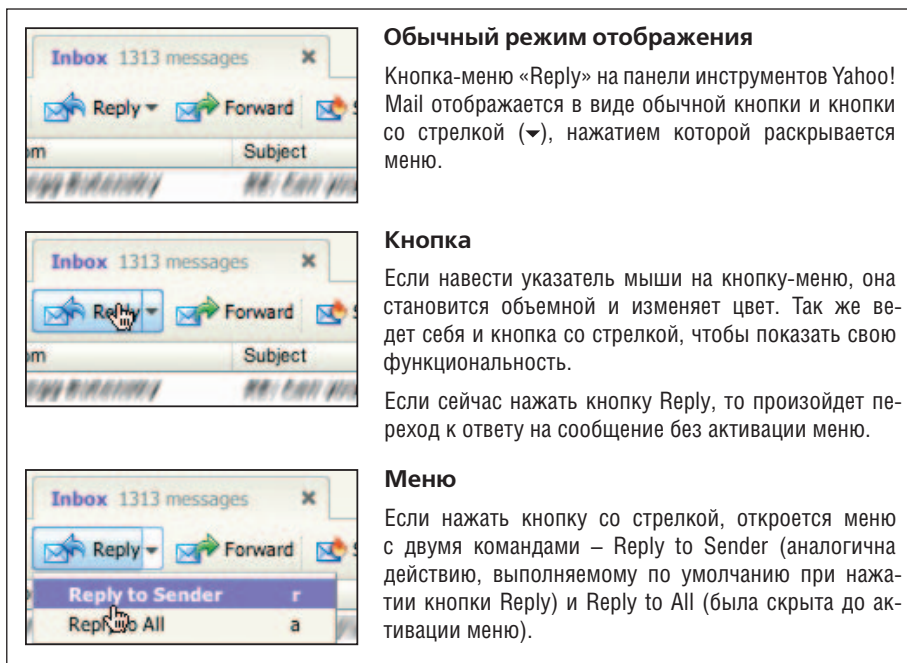 Inbox 1313 messages
Reply Forward
Subject
Обычный режим отображения
Кнопка-меню «Reply» на панели инструментов Yahoo!
Mail отображается в виде обычной кнопки и кнопки
со стрелкой (▾), нажатием которой раскрывается
меню.
Inbox 1313 messages
Reply Forward
Subject
Кнопка
Если навести указатель мыши на кнопку-меню, она
становится объемной и изменяет цвет. Так же ве-
дет себя и кнопка со стрелкой, чтобы показать свою
функциональность.
Если сейчас нажать кнопку Reply, то произойдет пе-
реход к ответу на сообщение без активации меню.
Inbox 1313 messages
Reply Forward
Reply to Sender r
Reply to All a
Меню
Если нажать кнопку со стрелкой, откроется меню
с двумя командами – Reply to Sender (аналогична
действию, выполняемому по умолчанию при нажа-
тии кнопки Reply) и Reply to All (была скрыта до ак-
тивации меню).